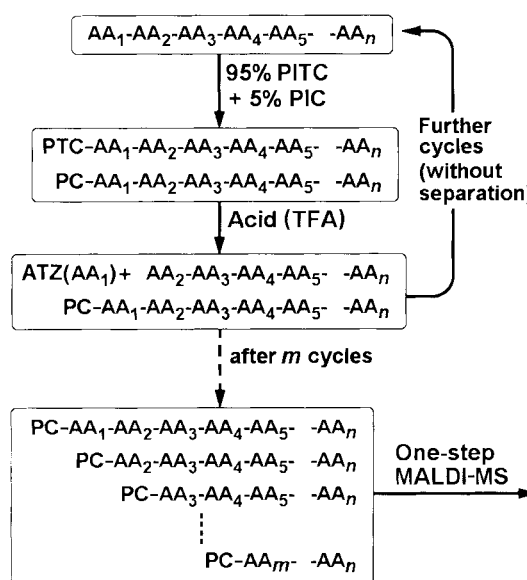 AA₁-AA₂-AA₃-AA₄-AA₅- -AAₙ
95% PITC
+ 5% PIC
Further
cycles
(without
separation)
PTC-AA₁-AA₂-AA₃-AA₄-AA₅- -AAₙ
PC-AA₁-AA₂-AA₃-AA₄-AA₅- -AAₙ
Acid (TFA)
ATZ(AA₁)+ AA₂-AA₃-AA₄-AA₅- -AAₙ
PC-AA₁-AA₂-AA₃-AA₄-AA₅- -AAₙ
after m cycles
PC-AA₁-AA₂-AA₃-AA₄-AA₅- -AAₙ
PC-AA₂-AA₃-AA₄-AA₅- -AAₙ
PC-AA₃-AA₄-AA₅- -AAₙ
PC-AAₘ- -AAₙ
One-step
MALDI-MS